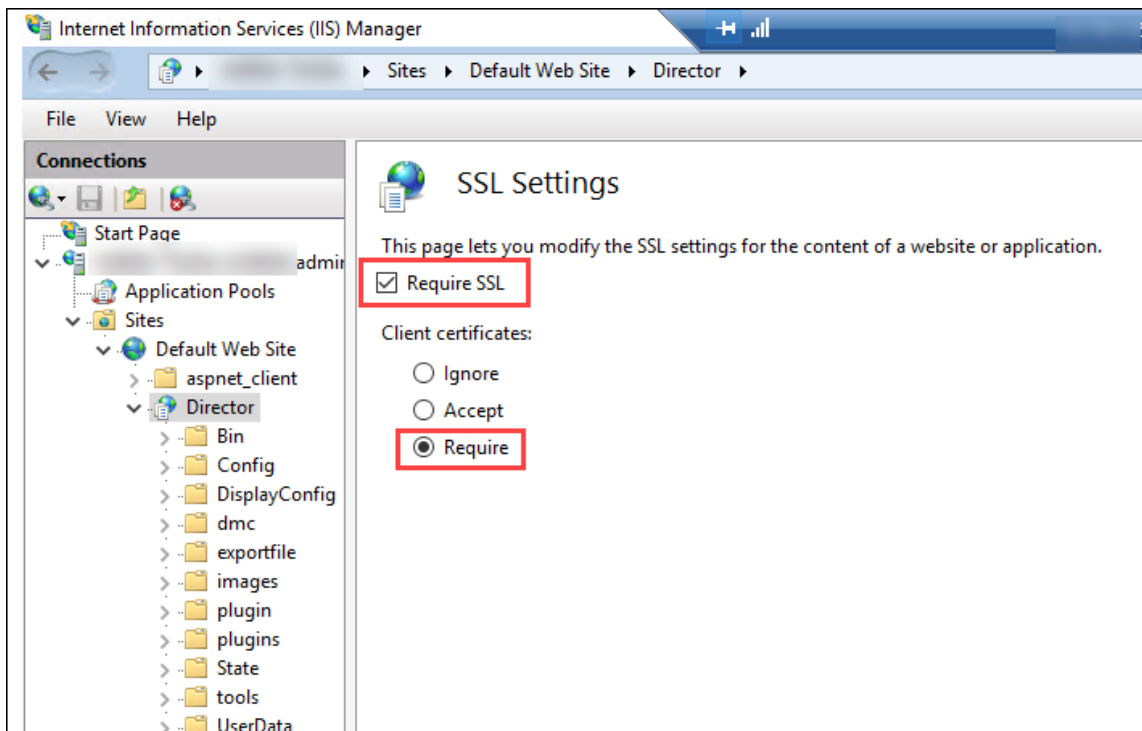 Internet Information Services (IIS) Manager
Sites Default Web Site Director
File View Help
Connections
Start Page
admin
Application Pools
Sites
Default Web Site
aspnet_client
Director
Bin
Config
DisplayConfig
dmc
exportfile
images
plugin
plugins
State
tools
UserData
SSL Settings
This page lets you modify the SSL settings for the content of a website or application.
Require SSL
Client certificates:
Ignore
Accept
Require